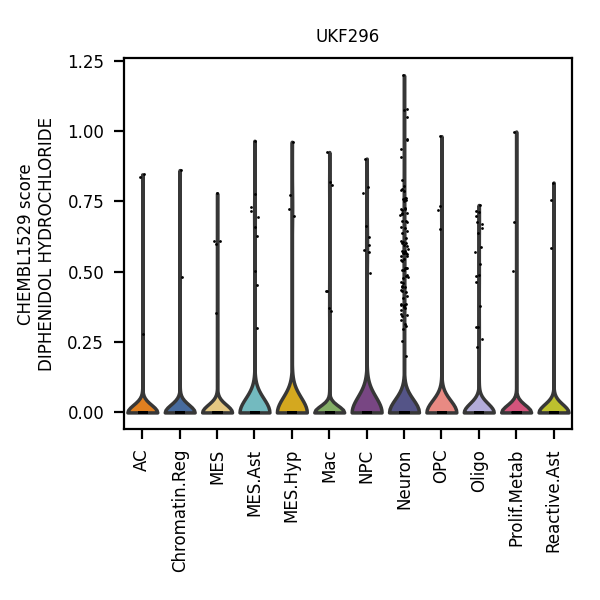 UKF296
CHEMBL1529 score
DIPHENIDOL HYDROCHLORIDE
1.25
1.00
0.75
0.50
0.25
0.00
AC
Chromatin.Reg
MES
MES.Ast
MES.Hyp
Mac
NPC
Neuron
OPC
Oligo
Prolif.Metab
Reactive.Ast